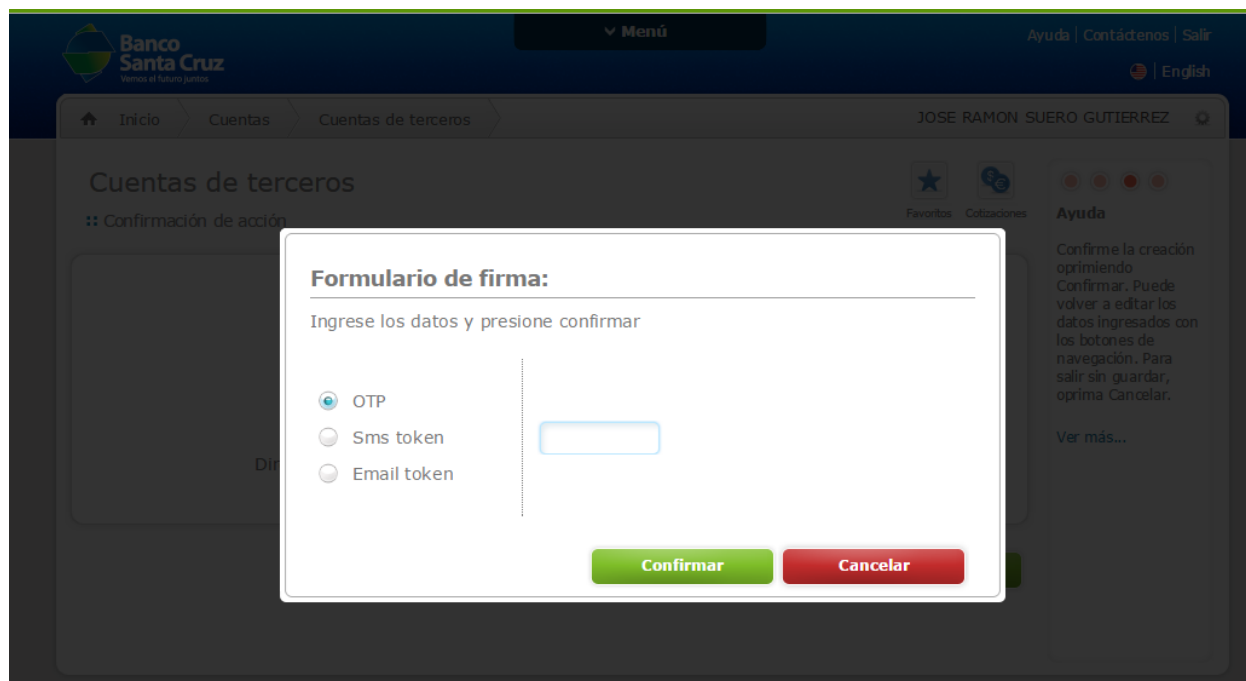 Banco
Santa Cruz
Vemos el futuro juntos
Menú
Ayuda | Contáctenos | Salir
English
Inicio
Cuentas
Cuentas de terceros
JOSE RAMON SUERO GUTIERREZ
Cuentas de terceros
Confirmación de acción
Favoritos
Cotizaciones
Ayuda
Confirme la creación
oprimiendo
Confirmar. Puede
volver a editar los
datos ingresados con
los botones de
navegación. Para
salir sin guardar,
oprima Cancelar.
Ver más...
Formulario de firma:
Ingrese los datos y presione confirmar
OTP
Sms token
Email token
Confirmar
Cancelar